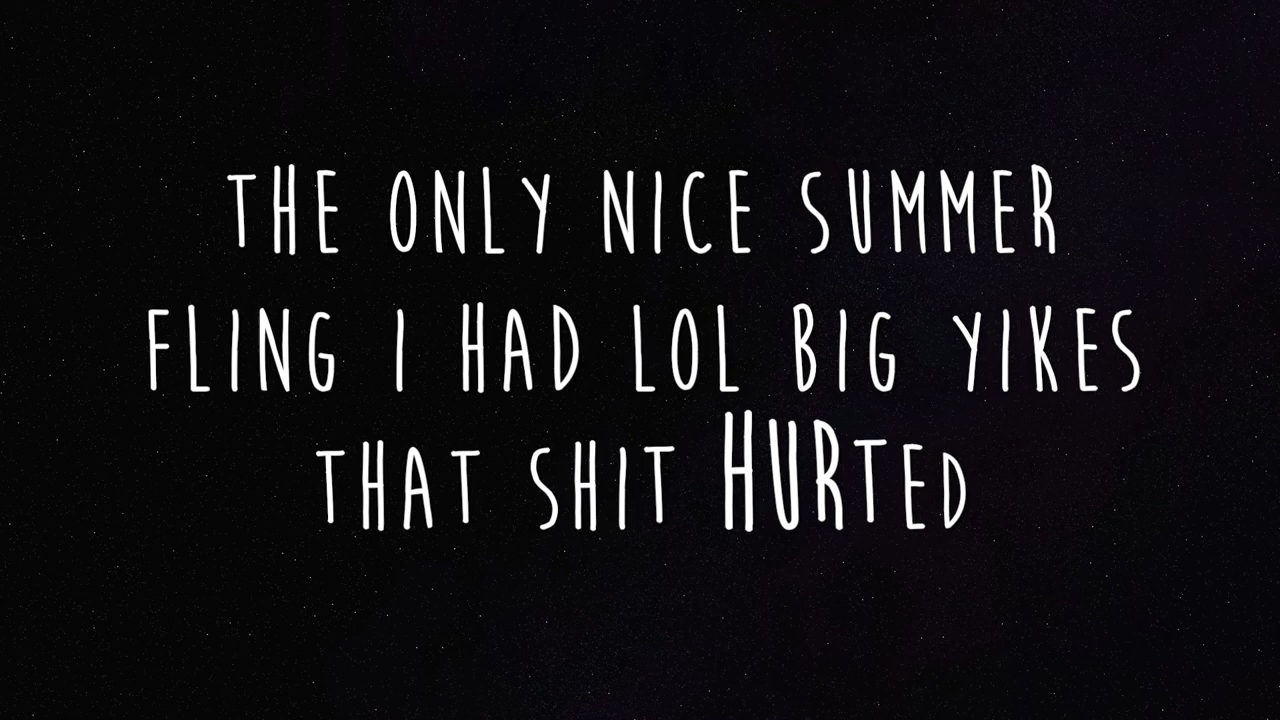 THE ONLY NICE SUMMER
FLING I HAD LOL BIG YIKES
THAT SHIT HURTED